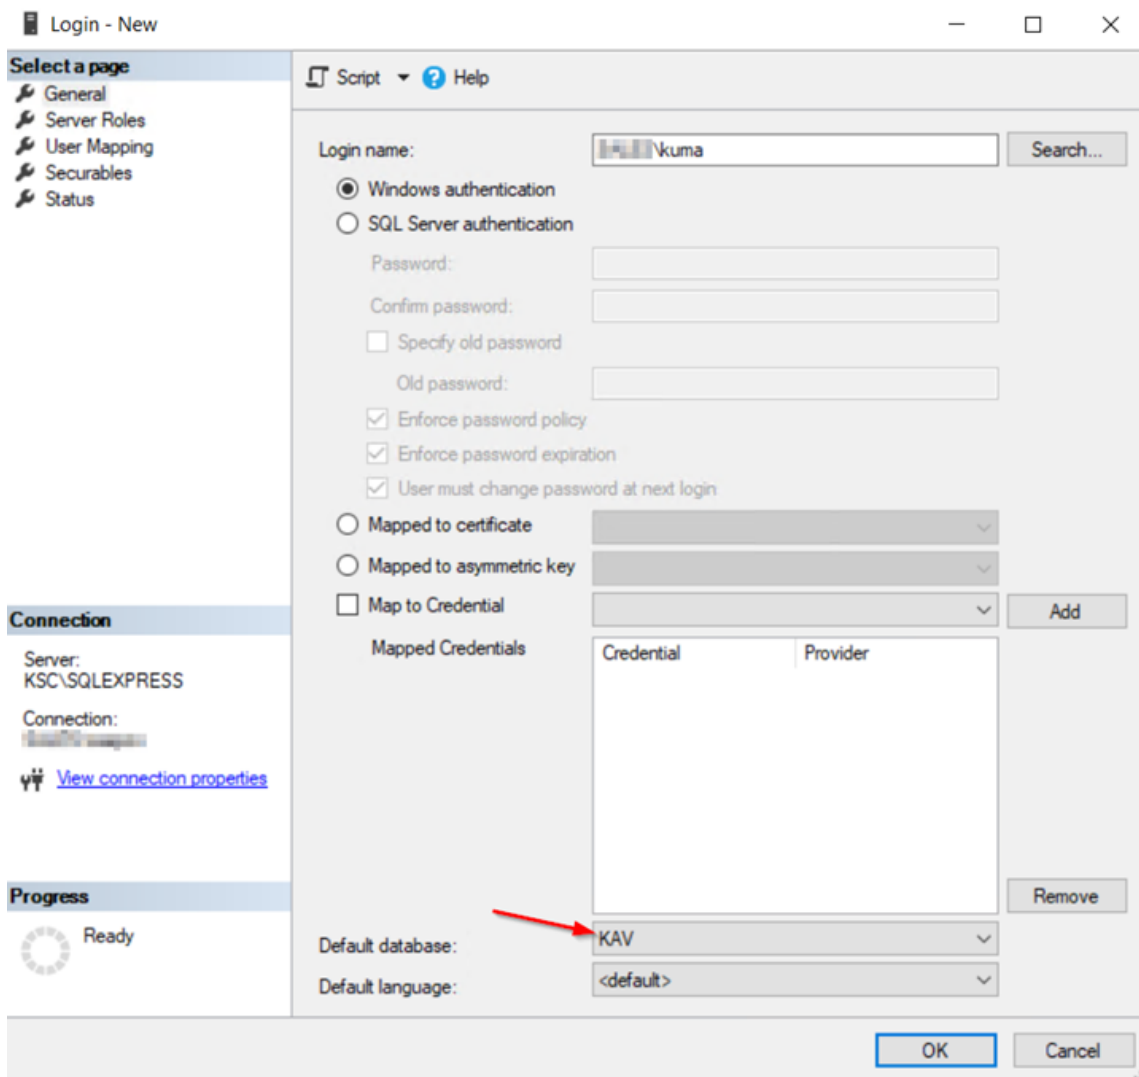 Login - New
Select a page
General
Server Roles
User Mapping
Securables
Status
Script Help
Login name: \kuma Search...
Windows authentication
SQL Server authentication
Password:
Confirm password:
Specify old password
Old password:
Enforce password policy
Enforce password expiration
User must change password at next login
Mapped to certificate
Mapped to asymmetric key
Map to Credential Add
Mapped Credentials Credential Provider
Remove
Default database: KAV
Default language: <default>
Connection
Server:
KSC\SQLEXPRESS
Connection:
View connection properties
Progress
Ready
OK Cancel